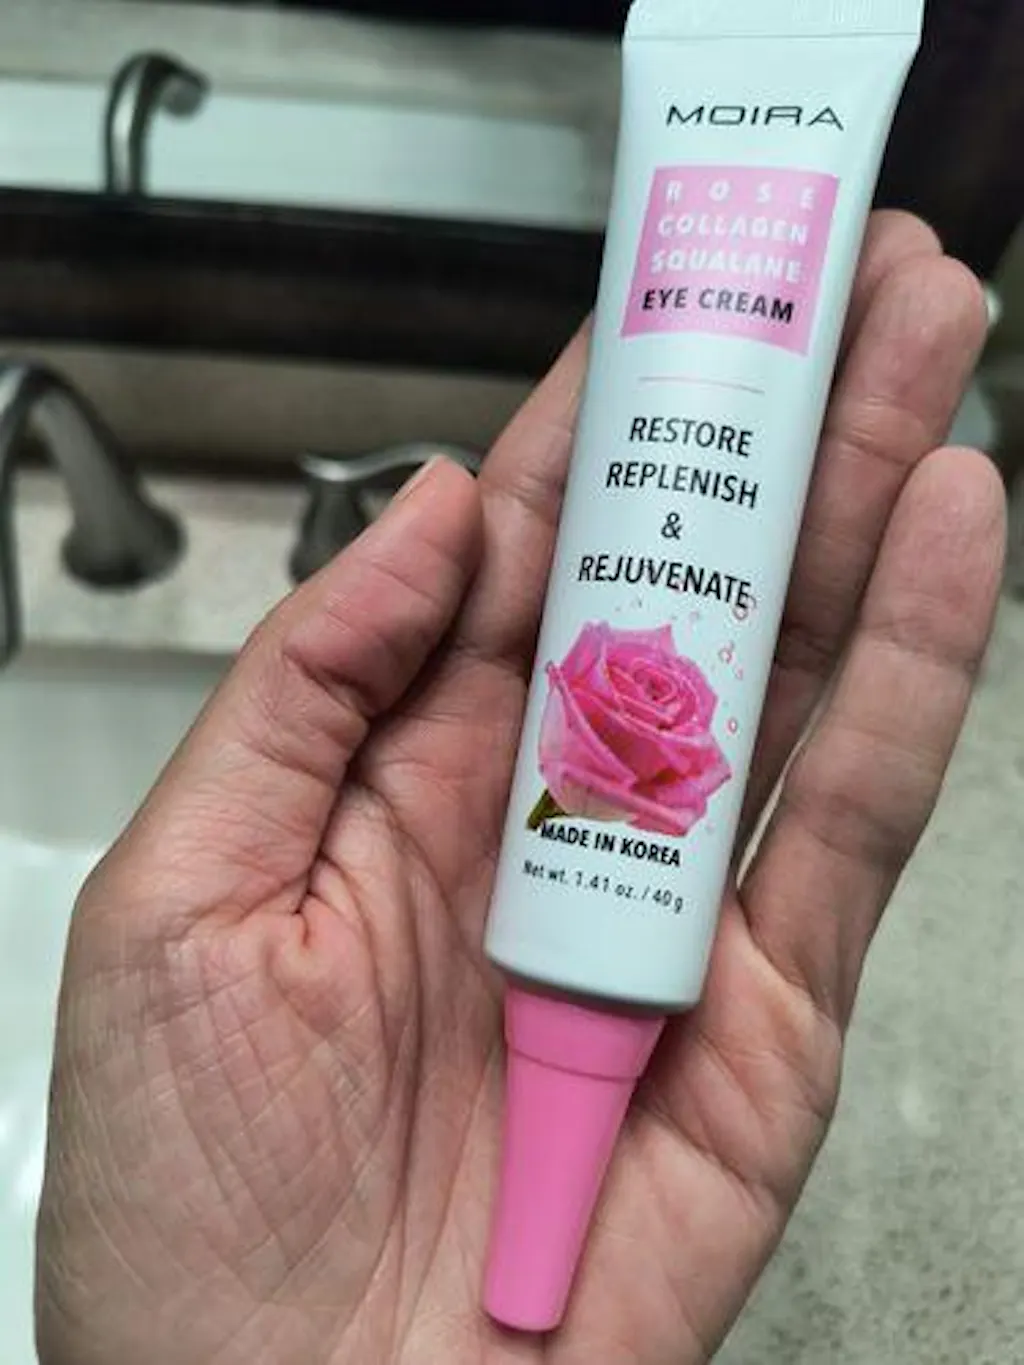 MOIRA
ROSE
COLLAGEN
SQUALANE
EYE CREAM
RESTORE
REPLENISH
&
REJUVENATE
MADE IN KOREA
Net wt. 1.41 oz. / 40 g